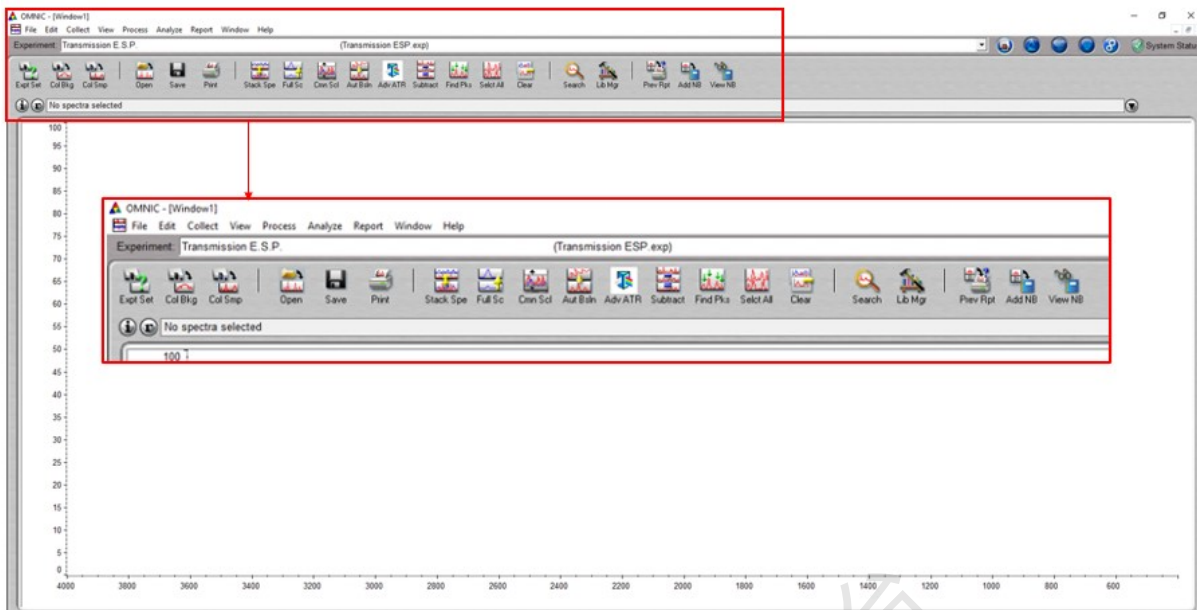 OMNIC - [Window1]
File Edit Collect View Process Analyze Report Window Help
Experiment: Transmission E.S.P. (Transmission ESP.exp) System Statu
Expt Set Col Bkg Col Smp Open Save Print Stack Spe Full Sc Cmn Scl Aut Bsln Adv ATR Subtract Find Pks Selct All Clear Search Lib Mgr Prev Rpt Add NB View NB
No spectra selected
100
95
90
85
80
75
70
65
60
55
50
45
40
35
30
25
20
15
10
5
0
OMNIC - [Window1]
File Edit Collect View Process Analyze Report Window Help
Experiment: Transmission E.S.P. (Transmission ESP.exp)
Expt Set Col Bkg Col Smp Open Save Print Stack Spe Full Sc Cmn Scl Aut Bsln Adv ATR Subtract Find Pks Selct All Clear Search Lib Mgr Prev Rpt Add NB View NB
No spectra selected
100
4000 3800 3600 3400 3200 3000 2800 2600 2400 2200 2000 1800 1600 1400 1200 1000 800 600